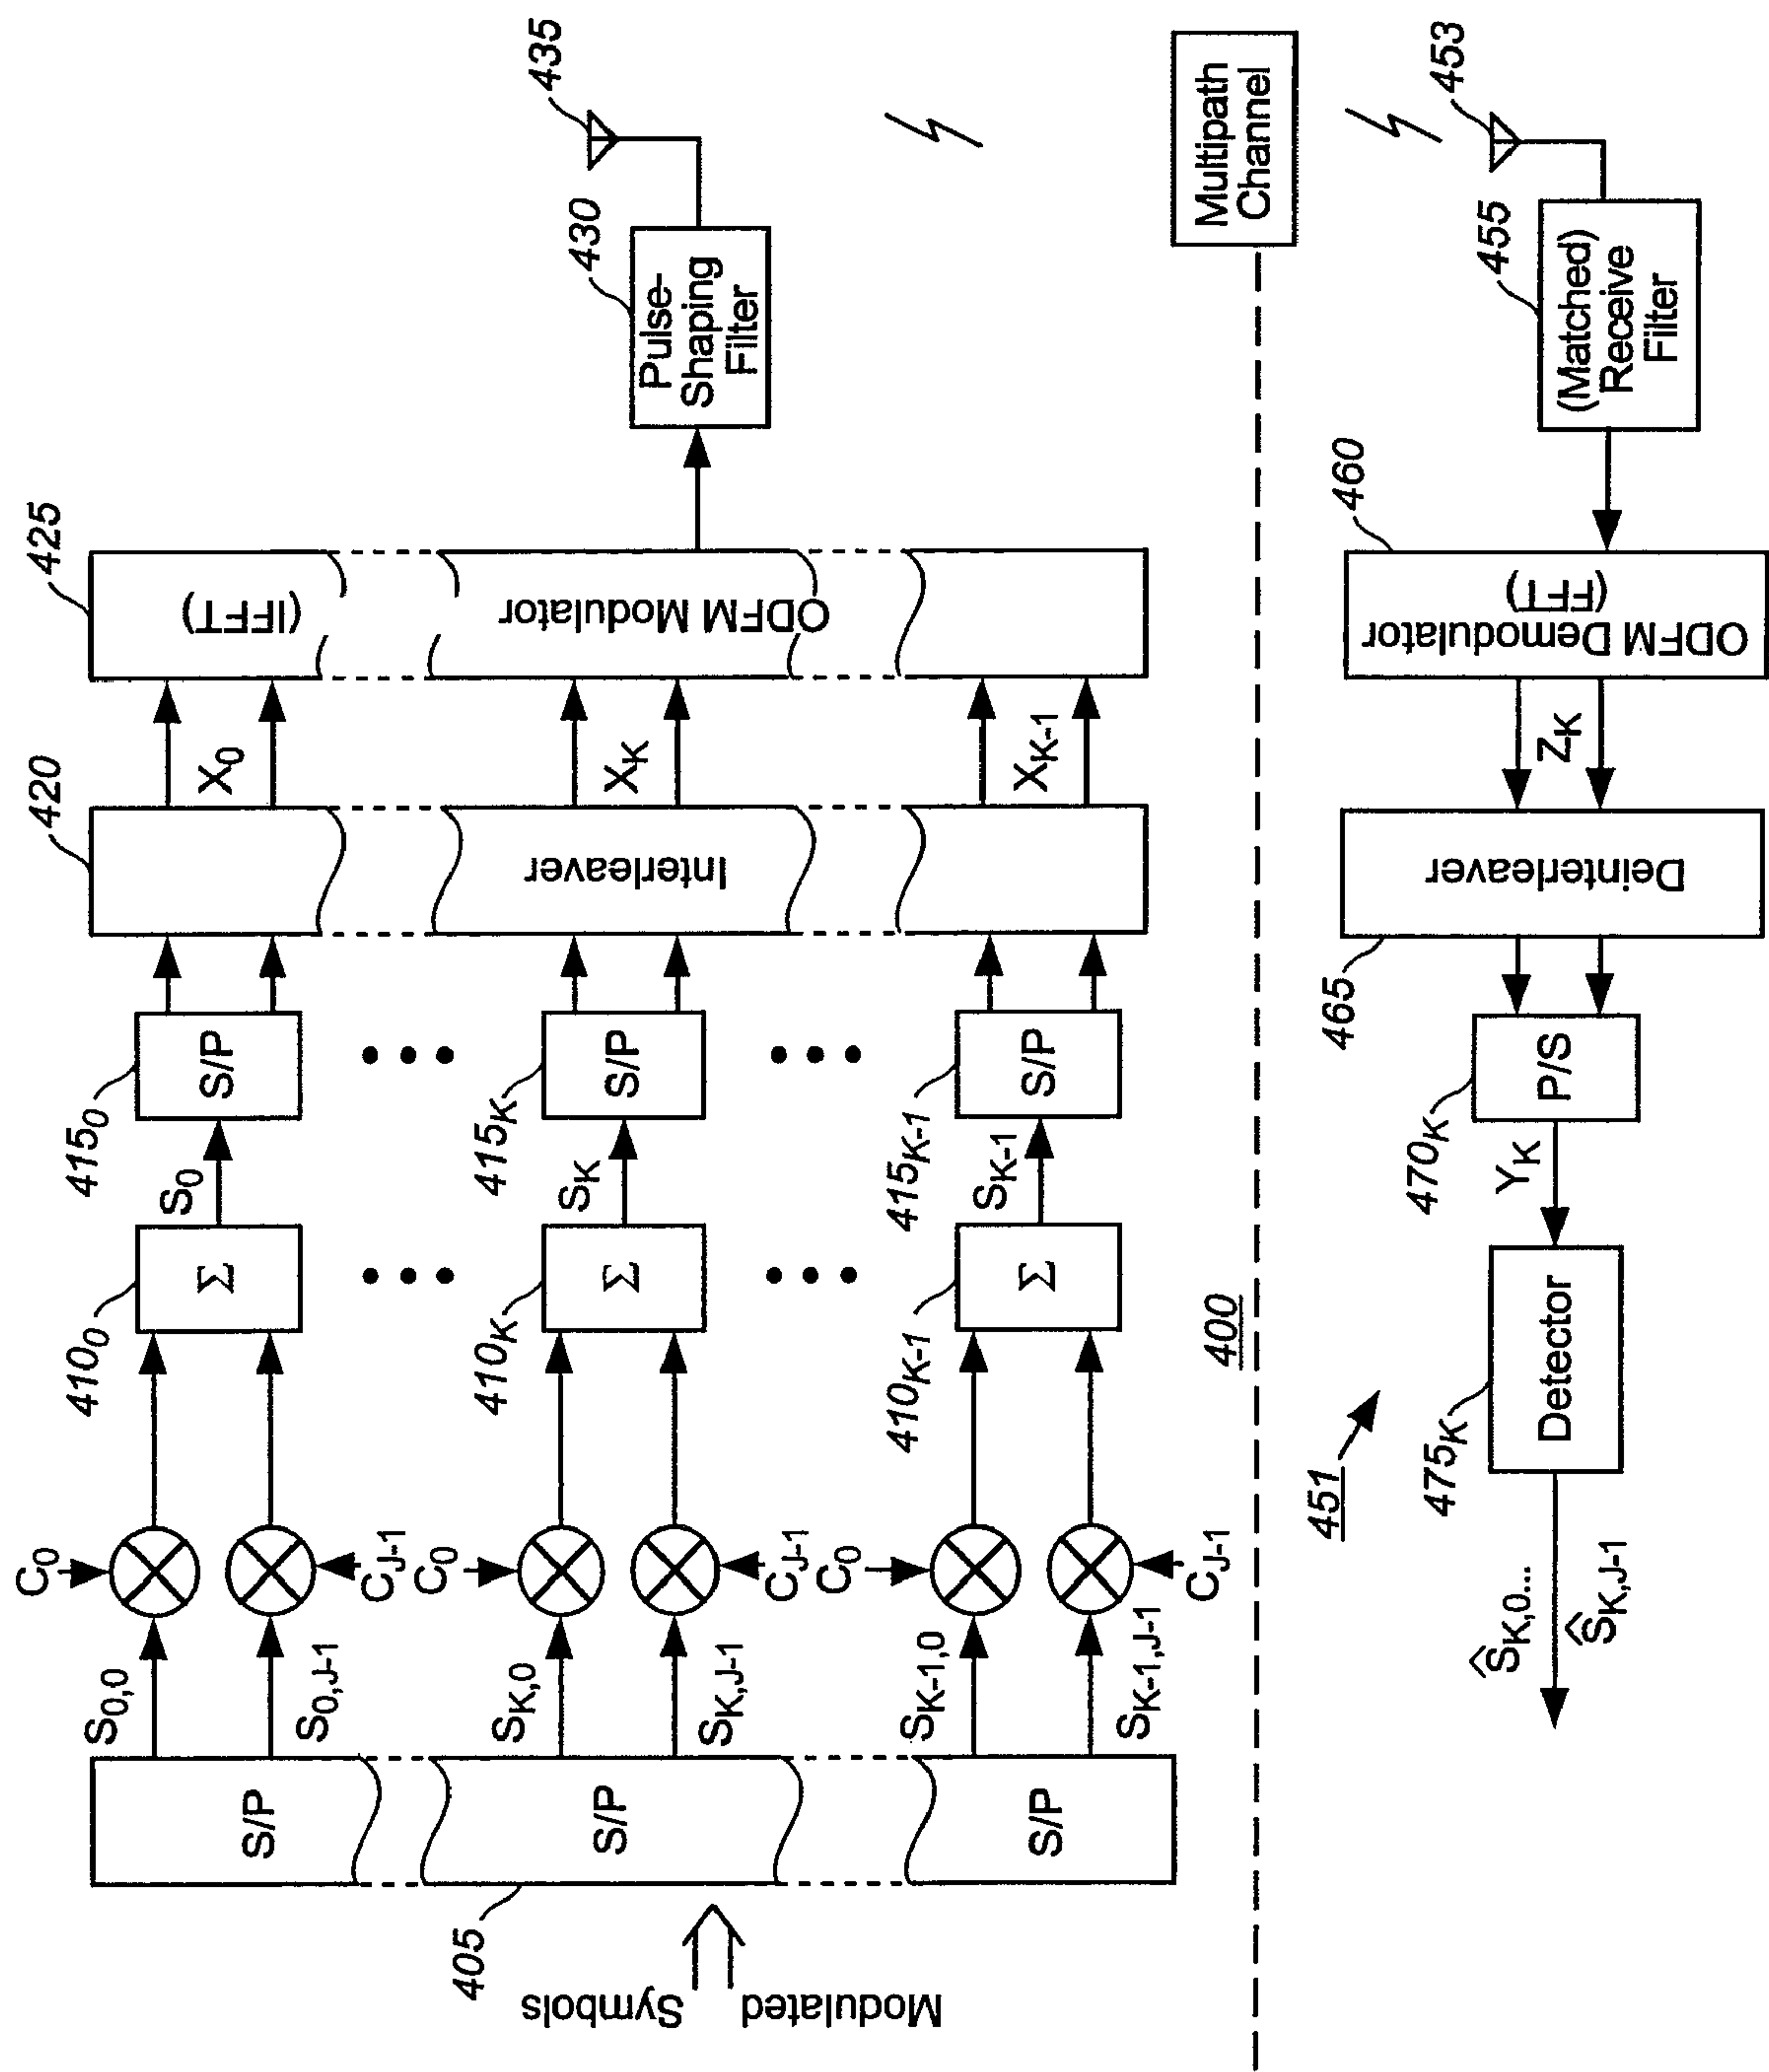 Modulated
Symbols
405
S/P
S/P
S/P
S0,0
S0,J-1
SK,0
SK,J-1
SK-1,0
SK-1,J-1
C0
CJ-1
C0
CJ-1
C0
CJ-1
4100
Σ
410K
Σ
410K-1
Σ
S0
SK
SK-1
4150
S/P
415K
S/P
415K-1
S/P
420
Interleaver
X0
XK
XK-1
425
(IFFT)
ODFM Modulator
430
Pulse-
Shaping
Filter
435
400
Multipath
Channel
451
453
455
(Matched)
Receive
Filter
460
ODFM Demodulator
(FFT)
ZK
465
Deinterleaver
470K
P/S
YK
475K
Detector
ŜK,0...
ŜK,J-1